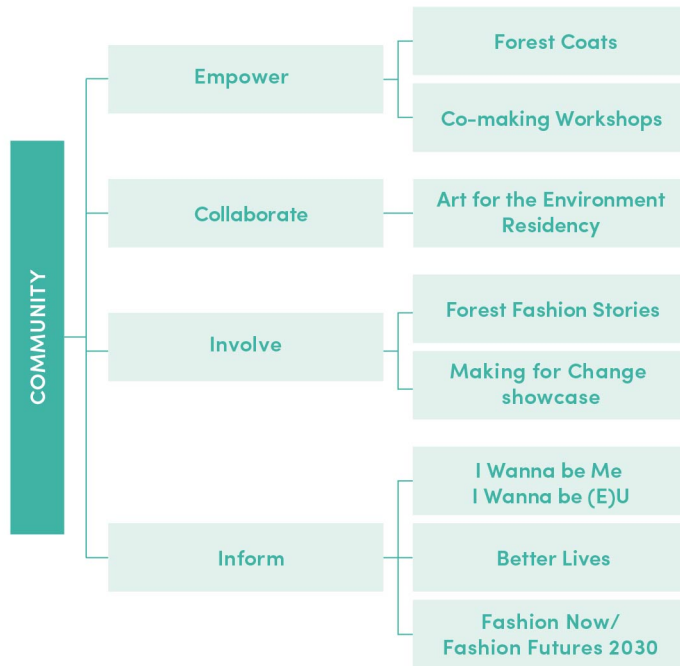 COMMUNITY
Empower
Forest Coats
Co-making Workshops
Collaborate
Art for the Environment
Residency
Involve
Forest Fashion Stories
Making for Change
showcase
Inform
I Wanna be Me
I Wanna be (E)U
Better Lives
Fashion Now/
Fashion Futures 2030